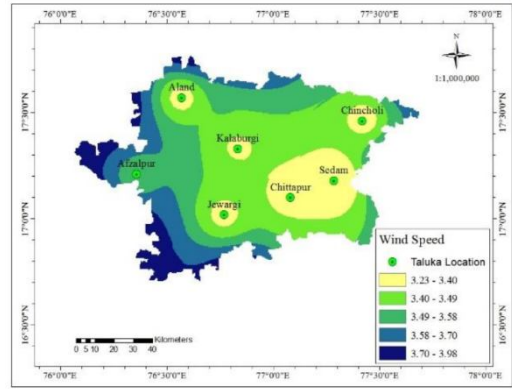 76°0'0"E 76°30'0"E 77°0'0"E 77°30'0"E 78°0'0"E
N
1:1,000,000
Aland
17°30'0"N
17°30'0"N
Chincholi
Kalaburgi
Afzalpur
Sedam
Chittapur
Jewargi
17°0'0"N
17°0'0"N
Wind Speed
Taluka Location
3.23 - 3.40
3.40 - 3.49
3.49 - 3.58
3.58 - 3.70
3.70 - 3.98
16°30'0"N
16°30'0"N
Kilometers
0 5 10 20 30 40
76°0'0"E 76°30'0"E 77°0'0"E 77°30'0"E 78°0'0"E